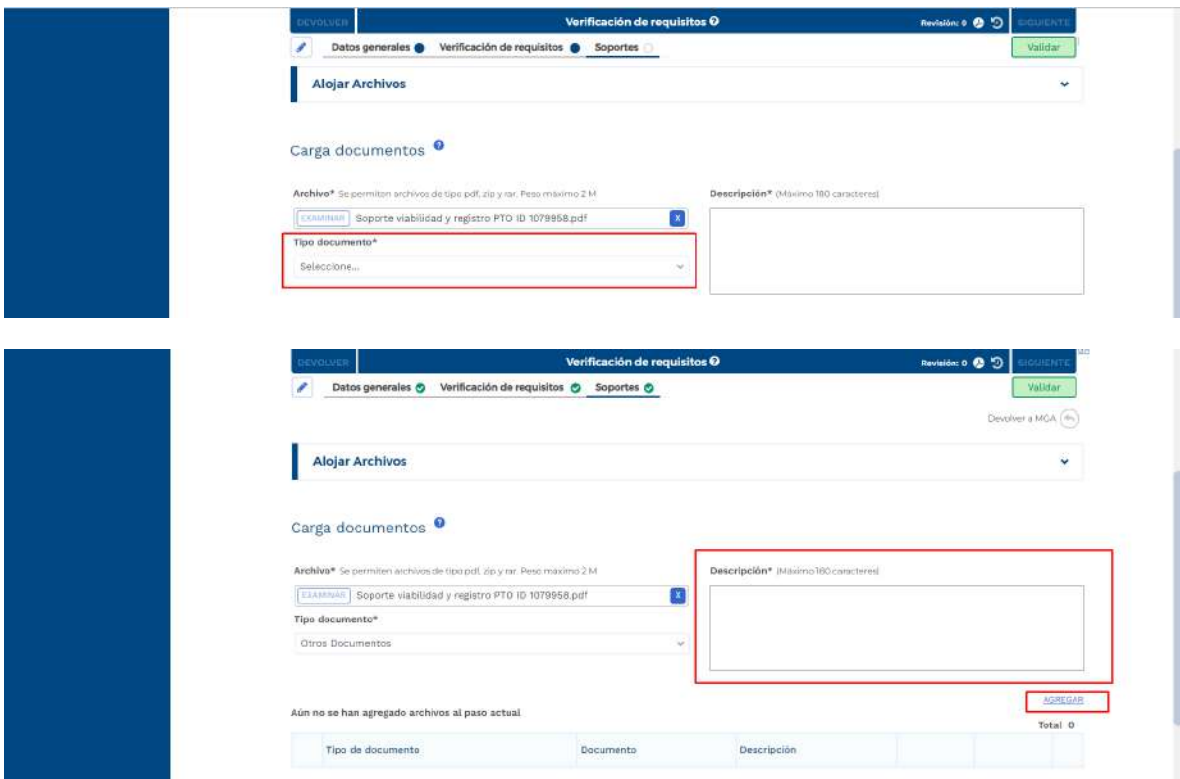 DEVOLVER Verificación de requisitos ? Revisión: 0 SIGUIENTE
Datos generales Verificación de requisitos Soportes Validar
Alojar Archivos
Carga documentos ?
Archivo* Se permiten archivos de tipo pdf, zip y rar. Peso máximo 2 M Descripción* (Máximo 180 caracteres)
EXAMINAR Soporte viabilidad y registro PTO ID 1079958.pdf X
Tipo documento*
Seleccione...
DEVOLVER Verificación de requisitos ? Revisión: 0 SIGUIENTE
Datos generales Verificación de requisitos Soportes Validar
Devolver a MGA
Alojar Archivos
Carga documentos ?
Archivo* Se permiten archivos de tipo pdf, zip y rar. Peso máximo 2 M Descripción* (Máximo 180 caracteres)
EXAMINAR Soporte viabilidad y registro PTO ID 1079958.pdf X
Tipo documento*
Otros Documentos
AGREGAR
Aún no se han agregado archivos al paso actual
Total 0
Tipo de documento Documento Descripción